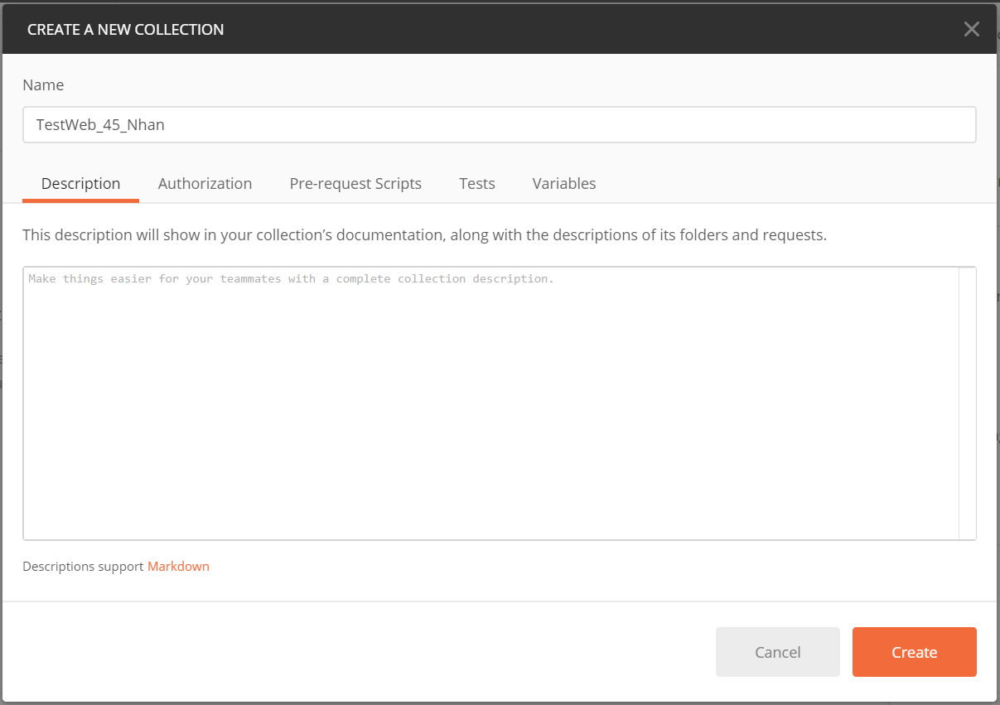 CREATE A NEW COLLECTION
Name
TestWeb_45_Nhan
Description Authorization Pre-request Scripts Tests Variables
This description will show in your collection’s documentation, along with the descriptions of its folders and requests.
Make things easier for your teammates with a complete collection description.
Descriptions support Markdown
Cancel Create